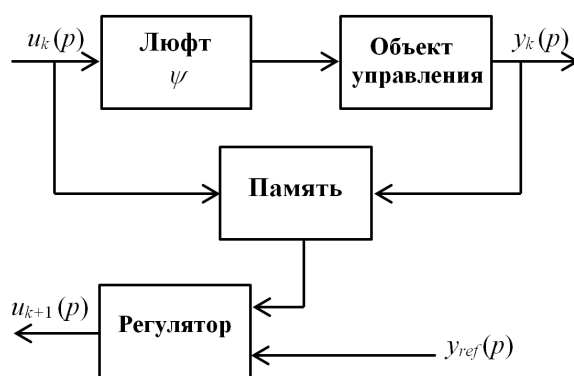 u_k(p)
Люфт
ψ
Объект
управления
y_k(p)
Память
u_{k+1}(p)
Регулятор
y_{ref}(p)